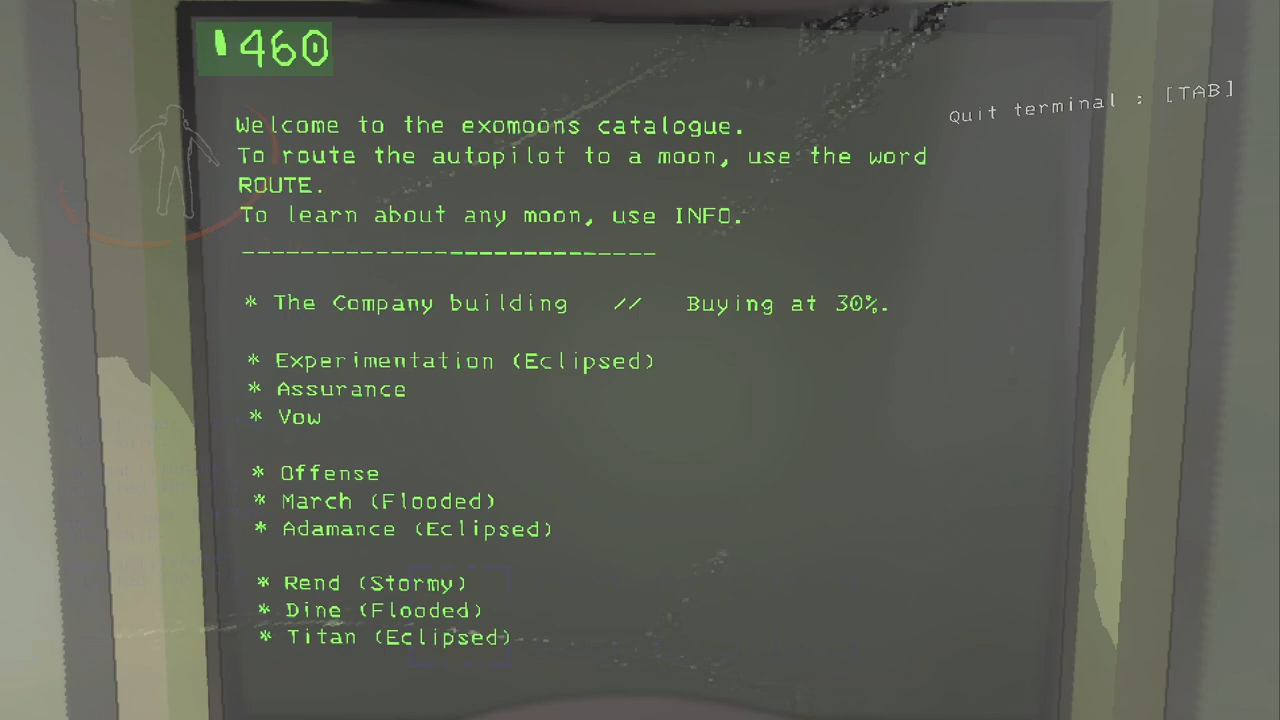 460
Quit terminal : [TAB]
Welcome to the exomoons catalogue.
To route the autopilot to a moon, use the word
ROUTE.
To learn about any moon, use INFO.
----------------------------
* The Company building // Buying at 30%.
* Experimentation (Eclipsed)
* Assurance
* Vow
* Offense
* March (Flooded)
* Adamance (Eclipsed)
* Rend (Stormy)
* Dine (Flooded)
* Titan (Eclipsed)